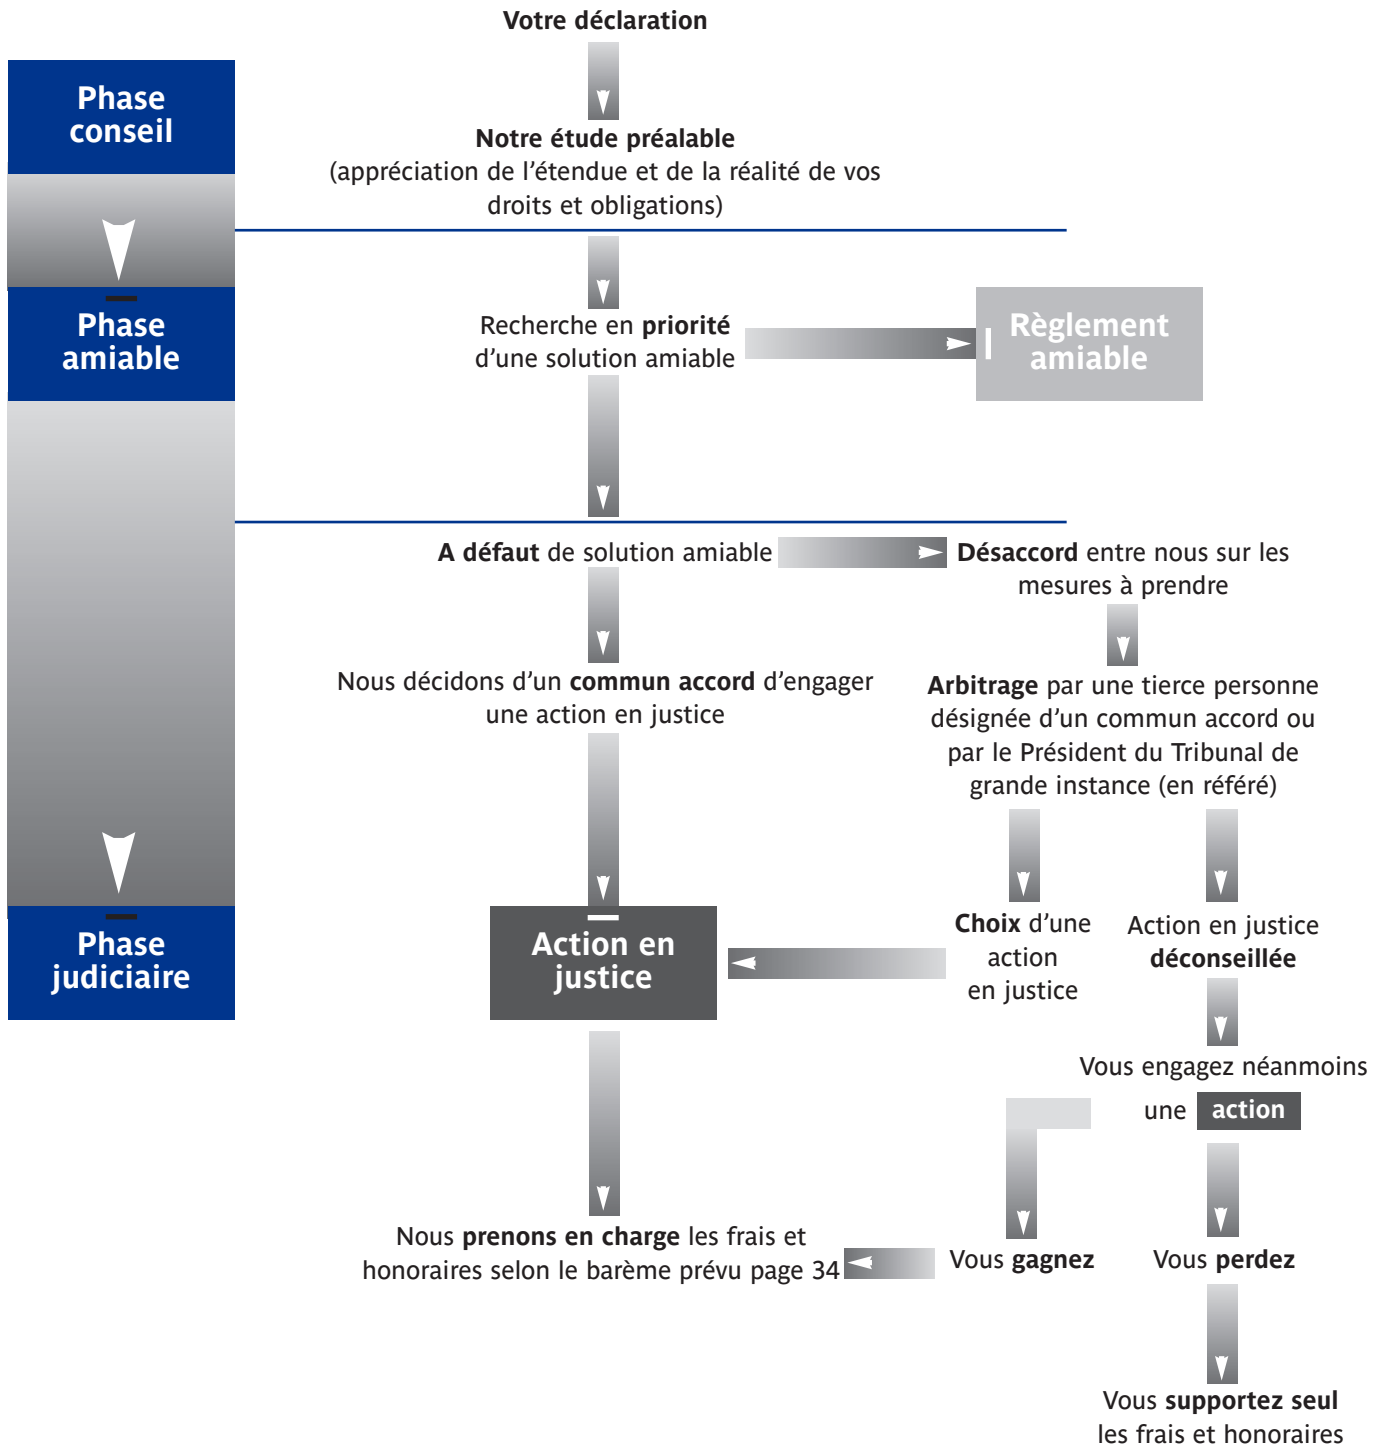 Votre déclaration
Phase
conseil
Notre étude préalable
(appréciation de l'étendue et de la réalité de vos
droits et obligations)
Phase
amiable
Recherche en priorité
d'une solution amiable
Règlement
amiable
A défaut de solution amiable
Désaccord entre nous sur les
mesures à prendre
Nous décidons d'un commun accord d'engager
une action en justice
Arbitrage par une tierce personne
désignée d'un commun accord ou
par le Président du Tribunal de
grande instance (en référé)
Phase
judiciaire
Action en
justice
Choix d'une
action
en justice
Action en justice
déconseillée
Vous engagez néanmoins
une action
Nous prenons en charge les frais et
honoraires selon le barème prévu page 34
Vous gagnez
Vous perdez
Vous supportez seul
les frais et honoraires